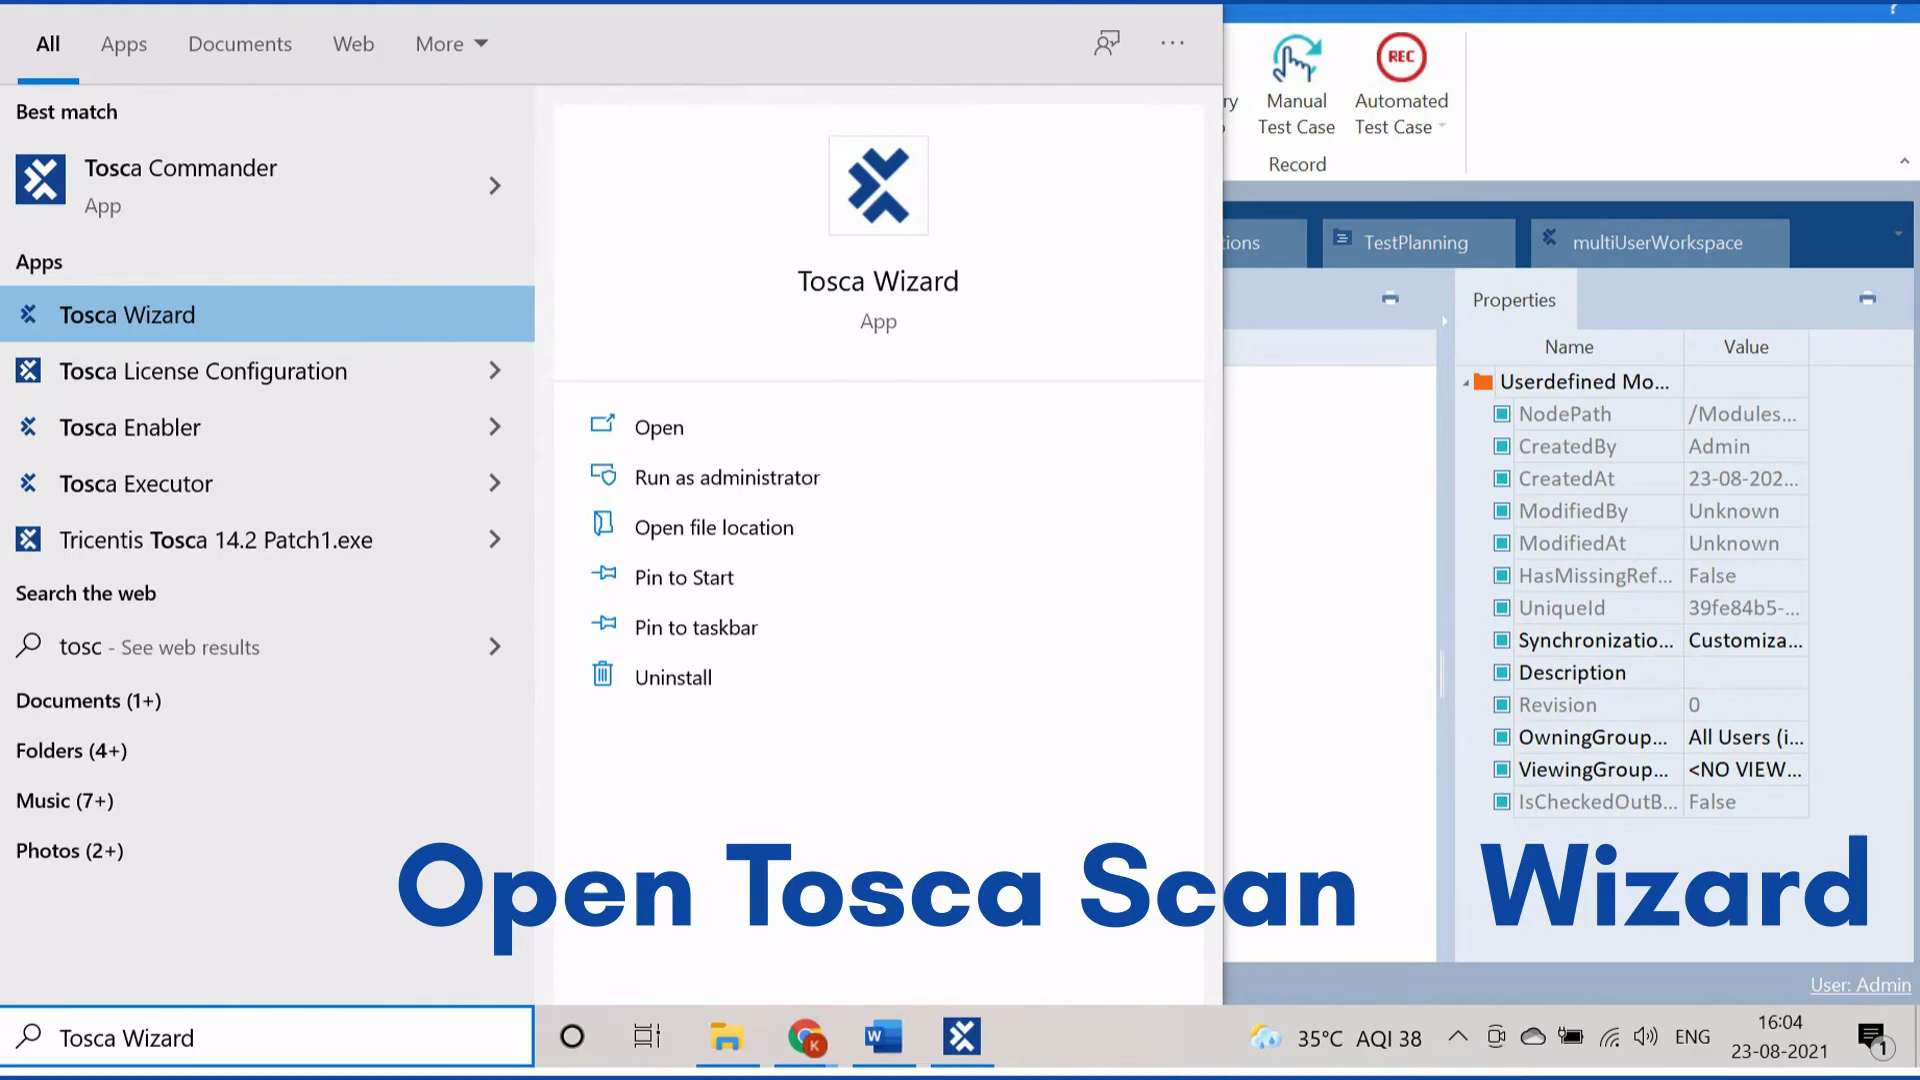 All
Apps
Documents
Web
More
Best match
Tosca Commander
App
Apps
Tosca Wizard
Tosca License Configuration
Tosca Enabler
Tosca Executor
Tricentis Tosca 14.2 Patch1.exe
Search the web
tosc - See web results
Documents (1+)
Folders (4+)
Music (7+)
Photos (2+)
Tosca Wizard
App
Open
Run as administrator
Open file location
Pin to Start
Pin to taskbar
Uninstall
?
ry
Manual
Test Case
REC
Automated
Test Case
Record
tions
TestPlanning
multiUserWorkspace
Properties
Name Value
Userdefined Mo...
NodePath /Modules...
CreatedBy Admin
CreatedAt 23-08-202...
ModifiedBy Unknown
ModifiedAt Unknown
HasMissingRef... False
UniqueId 39fe84b5-...
Synchronizatio... Customiza...
Description
Revision 0
OwningGroup... All Users (i...
ViewingGroup... <NO VIEW...
IsCheckedOutB... False
Open Tosca Scan Wizard
User: Admin
Tosca Wizard
K
W
35°C AQI 38
ENG
16:04
23-08-2021
1